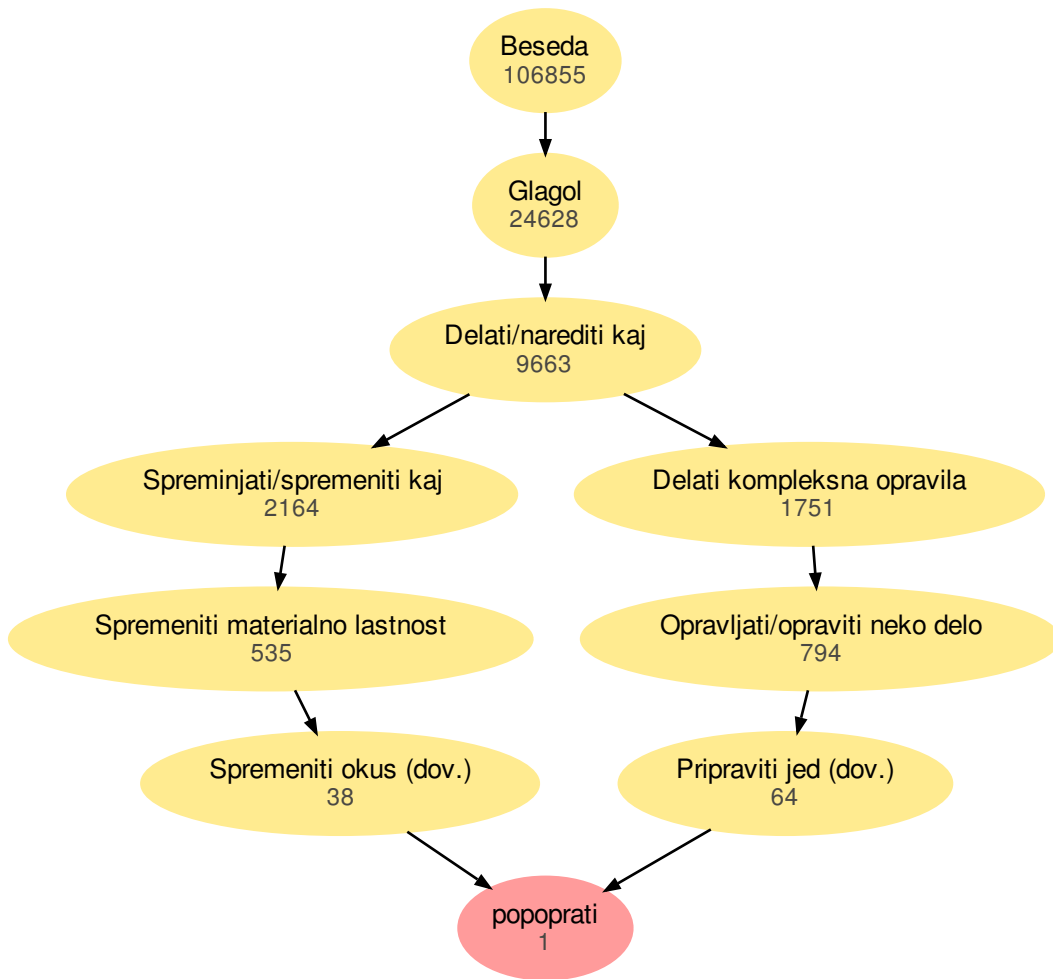 Beseda
106855
Glagol
24628
Delati/narediti kaj
9663
Spreminjati/spremeniti kaj
2164
Delati kompleksna opravila
1751
Spremeniti materialno lastnost
535
Opravljati/opraviti neko delo
794
Spremeniti okus (dov.)
38
Pripraviti jed (dov.)
64
popoprati
1